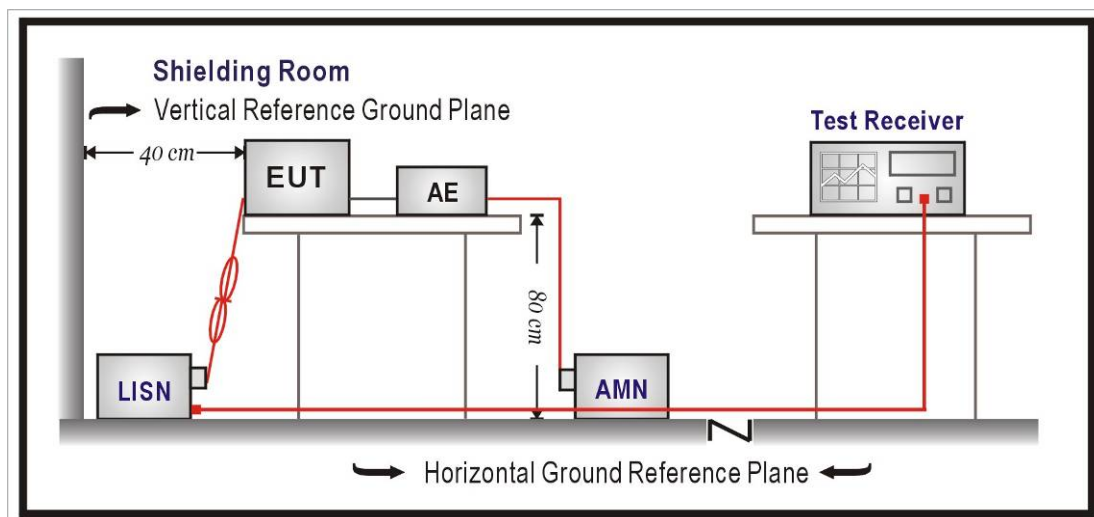 Shielding Room
Vertical Reference Ground Plane
Test Receiver
40 cm
EUT
AE
80 cm
LISN
AMN
Horizontal Ground Reference Plane